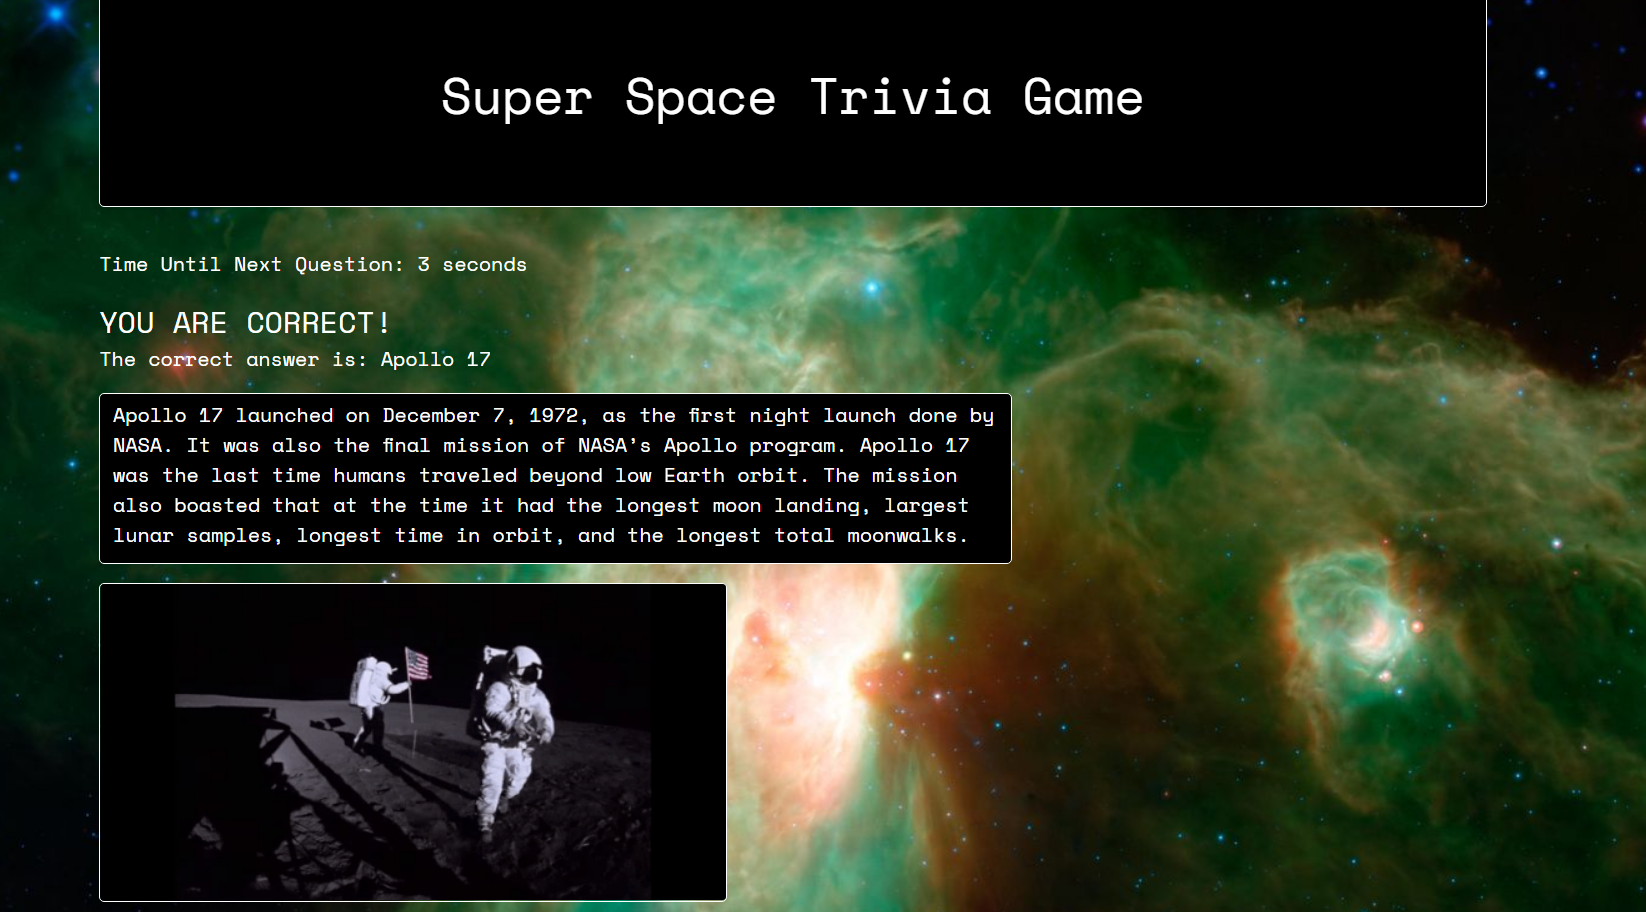 Super Space Trivia Game
Time Until Next Question: 3 seconds
YOU ARE CORRECT!
The correct answer is: Apollo 17
Apollo 17 launched on December 7, 1972, as the first night launch done by
NASA. It was also the final mission of NASA's Apollo program. Apollo 17
was the last time humans traveled beyond low Earth orbit. The mission
also boasted that at the time it had the longest moon landing, largest
lunar samples, longest time in orbit, and the longest total moonwalks.